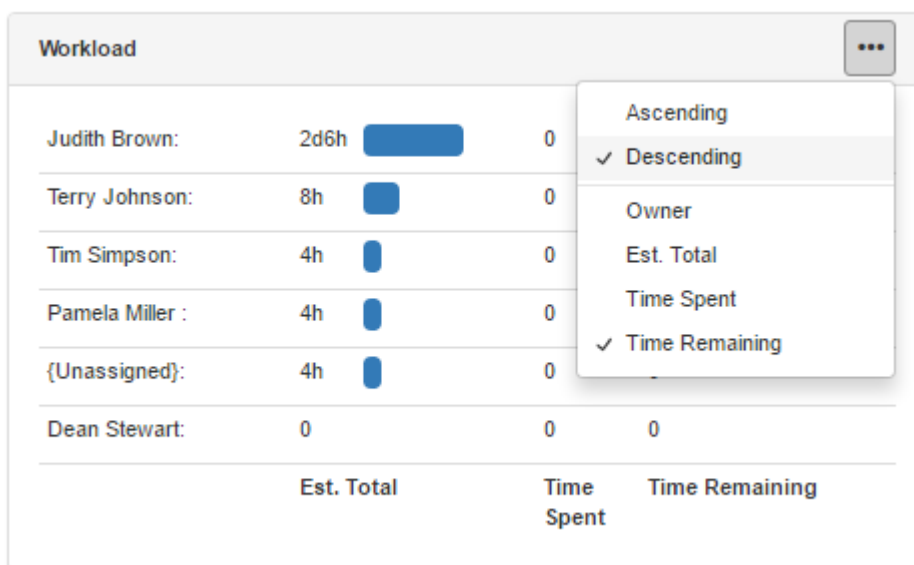 Workload
Ascending
Judith Brown: 2d6h 0
Descending
Terry Johnson: 8h 0
Owner
Tim Simpson: 4h 0
Est. Total
Time Spent
Pamela Miller : 4h 0
Time Remaining
{Unassigned}: 4h 0
Dean Stewart: 0 0 0
Est. Total Time Time Remaining
Spent